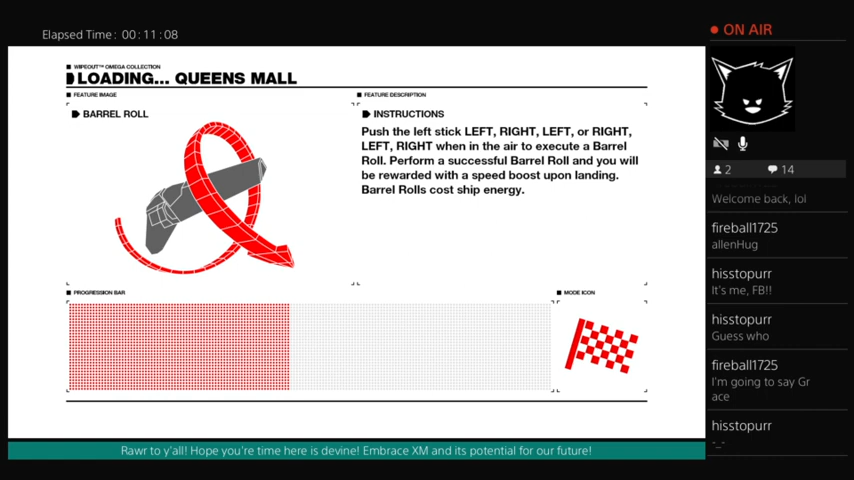 Elapsed Time : 00 : 11 : 08
ON AIR
WIPEOUT™ OMEGA COLLECTION
LOADING... QUEENS MALL
FEATURE IMAGE
FEATURE DESCRIPTION
BARREL ROLL
INSTRUCTIONS
Push the left stick LEFT, RIGHT, LEFT, or RIGHT,
LEFT, RIGHT when in the air to execute a Barrel
Roll. Perform a successful Barrel Roll and you will
be rewarded with a speed boost upon landing.
Barrel Rolls cost ship energy.
PROGRESSION BAR
MODE ICON
2
14
Welcome back, lol
fireball1725
allenHug
hisstopurr
It's me, FB!!
hisstopurr
Guess who
fireball1725
I'm going to say Gr
ace
hisstopurr
-_-
Rawr to y'all! Hope you're time here is devine! Embrace XM and its potential for our future!